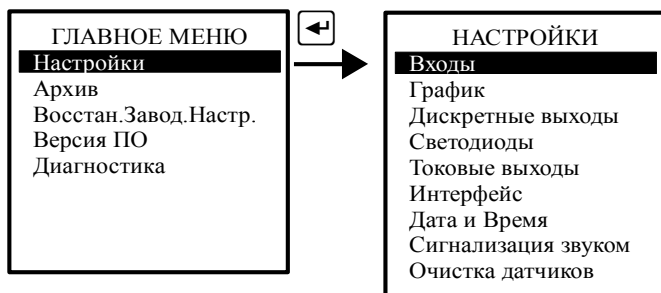 ГЛАВНОЕ МЕНЮ
Настройки
Архив
Восстан.Завод.Настр.
Версия ПО
Диагностика
НАСТРОЙКИ
Входы
График
Дискретные выходы
Светодиоды
Токовые выходы
Интерфейс
Дата и Время
Сигнализация звуком
Очистка датчиков